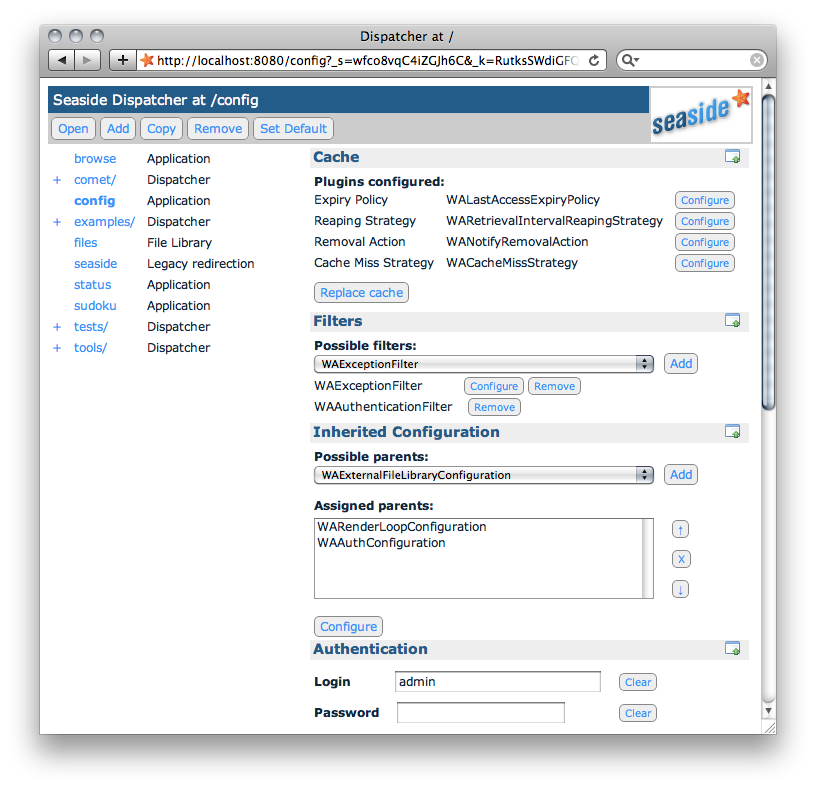 Dispatcher at /
http://localhost:8080/config?_s=wfco8vqC4iZGJh6C&_k=RutksSWdiGFQ
Seaside Dispatcher at /config
seaside
Open Add Copy Remove Set Default
browse Application
+ comet/ Dispatcher
config Application
+ examples/ Dispatcher
files File Library
seaside Legacy redirection
status Application
sudoku Application
+ tests/ Dispatcher
+ tools/ Dispatcher
Cache
Plugins configured:
Expiry Policy WALastAccessExpiryPolicy Configure
Reaping Strategy WARetrievalIntervalReapingStrategy Configure
Removal Action WANotifyRemovalAction Configure
Cache Miss Strategy WACacheMissStrategy Configure
Replace cache
Filters
Possible filters:
WAExceptionFilter Add
WAExceptionFilter Configure Remove
WAAuthenticationFilter Remove
Inherited Configuration
Possible parents:
WAExternalFileLibraryConfiguration Add
Assigned parents:
WARenderLoopConfiguration ↑
WAAuthConfiguration
X
↓
Configure
Authentication
Login admin Clear
Password Clear